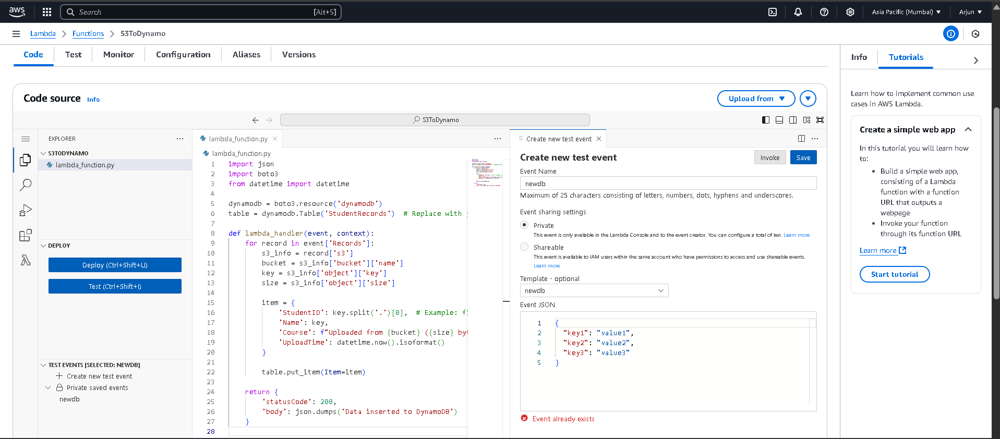 aws
Search [Alt+S]
Asia Pacific (Mumbai)
Arjun
Lambda
Functions
S3ToDynamo
Code
Test
Monitor
Configuration
Aliases
Versions
Info
Tutorials
Code source Info
Upload from
S3ToDynamo
EXPLORER
S3TODYNAMO
lambda_function.py
DEPLOY
Deploy (Ctrl+Shift+U)
Test (Ctrl+Shift+I)
TEST EVENTS [SELECTED: NEWDB]
Create new test event
Private saved events
newdb
lambda_function.py
lambda_function.py
1 import json
2 import boto3
3 from datetime import datetime
4
5 dynamodb = boto3.resource('dynamodb')
6 table = dynamodb.Table('StudentRecords')  # Replace with
7
8 def lambda_handler(event, context):
9     for record in event['Records']:
10         s3_info = record['s3']
11         bucket = s3_info['bucket']['name']
12         key = s3_info['object']['key']
13         size = s3_info['object']['size']
14
15         item = {
16             'StudentID': key.split('.')[0],  # Example:
17             'Name': key,
18             'Course': f"Uploaded from {bucket} ({size}
19             'UploadTime': datetime.now().isoformat()
20         }
21
22         table.put_item(Item=item)
23
24     return {
25         'statusCode': 200,
26         'body': json.dumps('Data inserted to DynamoDB')
27     }
28
Create new test event
Create new test event
Invoke
Save
Event Name
newdb
Maximum of 25 characters consisting of letters, numbers, dots, hyphens and underscores.
Event sharing settings
Private
This event is only available in the Lambda Console and to the event creator. You can configure a total of ten. Learn more
Shareable
This event is available to IAM users within the same account who have permissions to access and use shareable events.
Learn more
Template - optional
newdb
Event JSON
1 {
2   "key1": "value1",
3   "key2": "value2",
4   "key3": "value3"
5 }
Event already exists
Learn how to implement common use
cases in AWS Lambda.
Create a simple web app
In this tutorial you will learn how
to:
• Build a simple web app,
consisting of a Lambda
function with a function
URL that outputs a
webpage
• Invoke your function
through its function URL
Learn more
Start tutorial